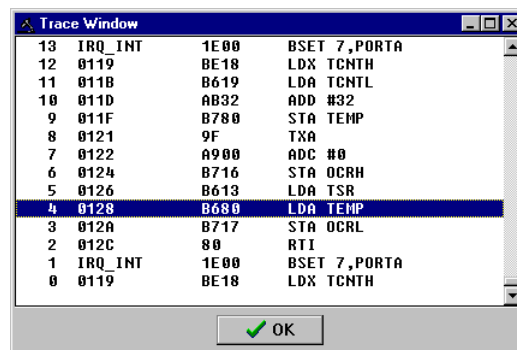 Trace Window
13 IRQ_INT 1E00 BSET 7,PORTA
12 0119 BE18 LDX TCNTH
11 011B B619 LDA TCNTL
10 011D AB32 ADD #32
9 011F B780 STA TEMP
8 0121 9F TXA
7 0122 A900 ADC #0
6 0124 B716 STA OCRH
5 0126 B613 LDA TSR
4 0128 B680 LDA TEMP
3 012A B717 STA OCRL
2 012C 80 RTI
1 IRQ_INT 1E00 BSET 7,PORTA
0 0119 BE18 LDX TCNTH
OK